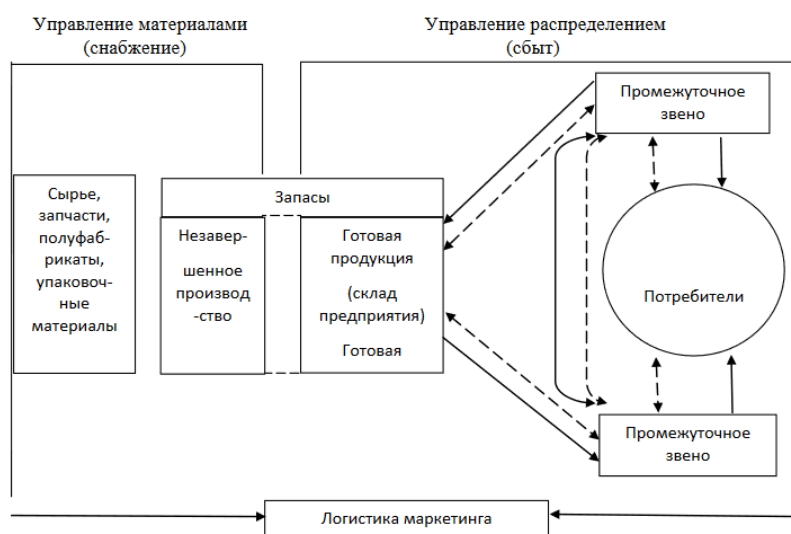 Управление материалами
(снабжение)
Управление распределением
(сбыт)
Промежуточное
звено
Сырье,
запчасти,
полуфаб-
рикаты,
упаковоч-
ные
материалы
Запасы
Незавер-
шенное
производ
-ство
Готовая
продукция
(склад
предприятия)
Готовая
Потребители
Промежуточное
звено
Логистика маркетинга